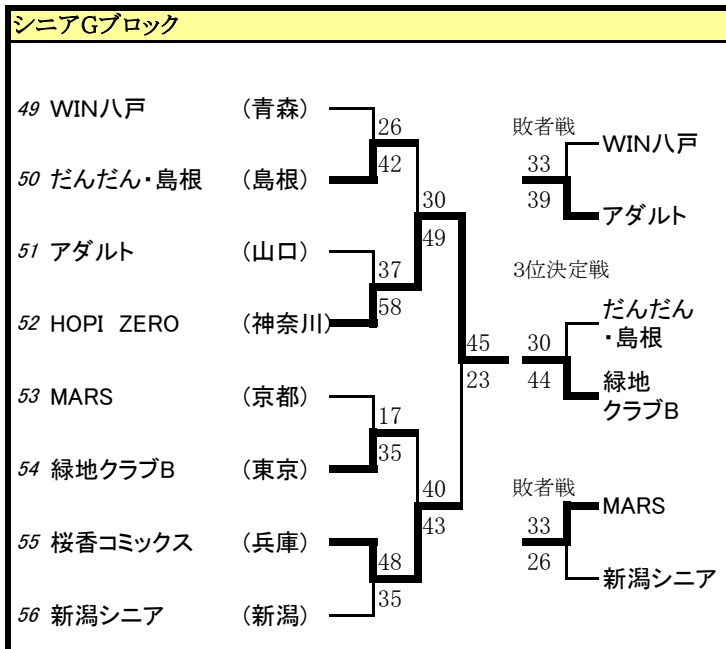 シニアGブロック
49 WIN八戸 (青森)
26
42
50 だんだん・島根 (島根)
30
49
51 アダルト (山口)
37
58
52 HOPI ZERO (神奈川)
45
23
53 MARS (京都)
17
35
54 緑地クラブB (東京)
40
43
55 桜香コミックス (兵庫)
48
35
56 新潟シニア (新潟)
敗者戦
WIN八戸
33
39
アダルト
3位決定戦
だんだん
・島根
30
44
緑地
クラブB
敗者戦
MARS
33
26
新潟シニア